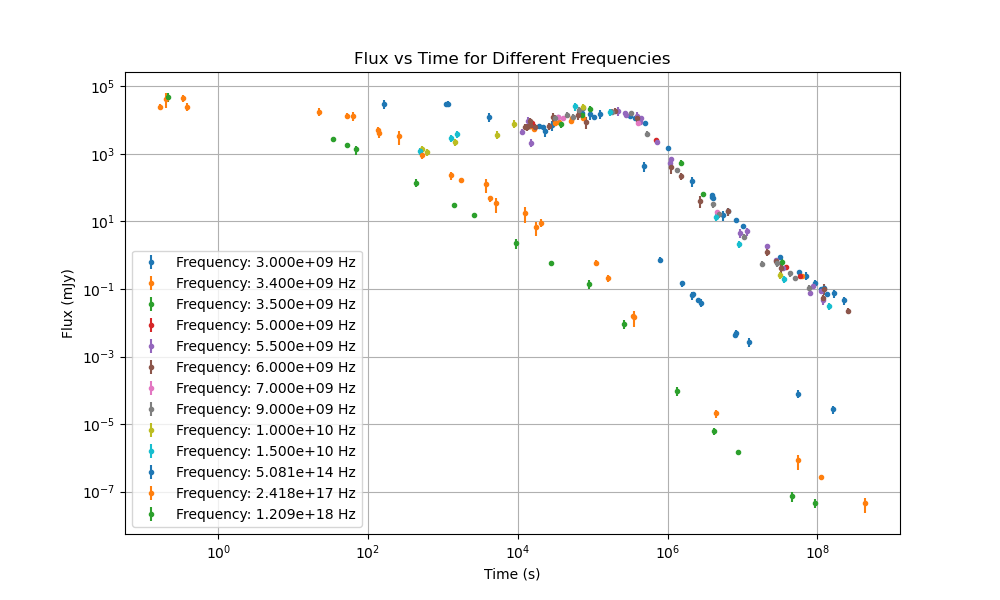 Flux vs Time for Different Frequencies
Flux (mJy)
10^5
10^3
10^1
10^−1
10^−3
10^−5
10^−7
Frequency: 3.000e+09 Hz
Frequency: 3.400e+09 Hz
Frequency: 3.500e+09 Hz
Frequency: 5.000e+09 Hz
Frequency: 5.500e+09 Hz
Frequency: 6.000e+09 Hz
Frequency: 7.000e+09 Hz
Frequency: 9.000e+09 Hz
Frequency: 1.000e+10 Hz
Frequency: 1.500e+10 Hz
Frequency: 5.081e+14 Hz
Frequency: 2.418e+17 Hz
Frequency: 1.209e+18 Hz
10^0 10^2 10^4 10^6 10^8
Time (s)